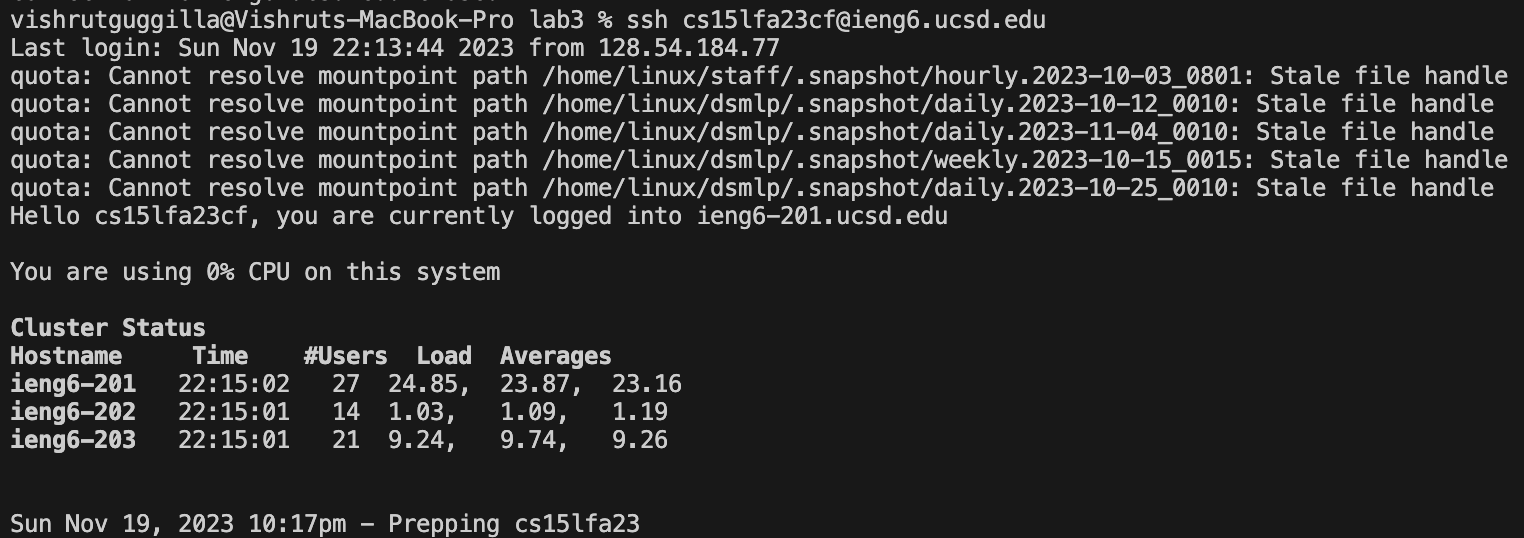 vishrutguggilla@Vishruts-MacBook-Pro lab3 % ssh cs15lfa23cf@ieng6.ucsd.edu
Last login: Sun Nov 19 22:13:44 2023 from 128.54.184.77
quota: Cannot resolve mountpoint path /home/linux/staff/.snapshot/hourly.2023-10-03_0801: Stale file handle
quota: Cannot resolve mountpoint path /home/linux/dsmlp/.snapshot/daily.2023-10-12_0010: Stale file handle
quota: Cannot resolve mountpoint path /home/linux/dsmlp/.snapshot/daily.2023-11-04_0010: Stale file handle
quota: Cannot resolve mountpoint path /home/linux/dsmlp/.snapshot/weekly.2023-10-15_0015: Stale file handle
quota: Cannot resolve mountpoint path /home/linux/dsmlp/.snapshot/daily.2023-10-25_0010: Stale file handle
Hello cs15lfa23cf, you are currently logged into ieng6-201.ucsd.edu
You are using 0% CPU on this system
Cluster Status
Hostname     Time    #Users  Load  Averages
ieng6-201   22:15:02   27  24.85,  23.87,  23.16
ieng6-202   22:15:01   14  1.03,   1.09,   1.19
ieng6-203   22:15:01   21  9.24,   9.74,   9.26
Sun Nov 19, 2023 10:17pm - Prepping cs15lfa23